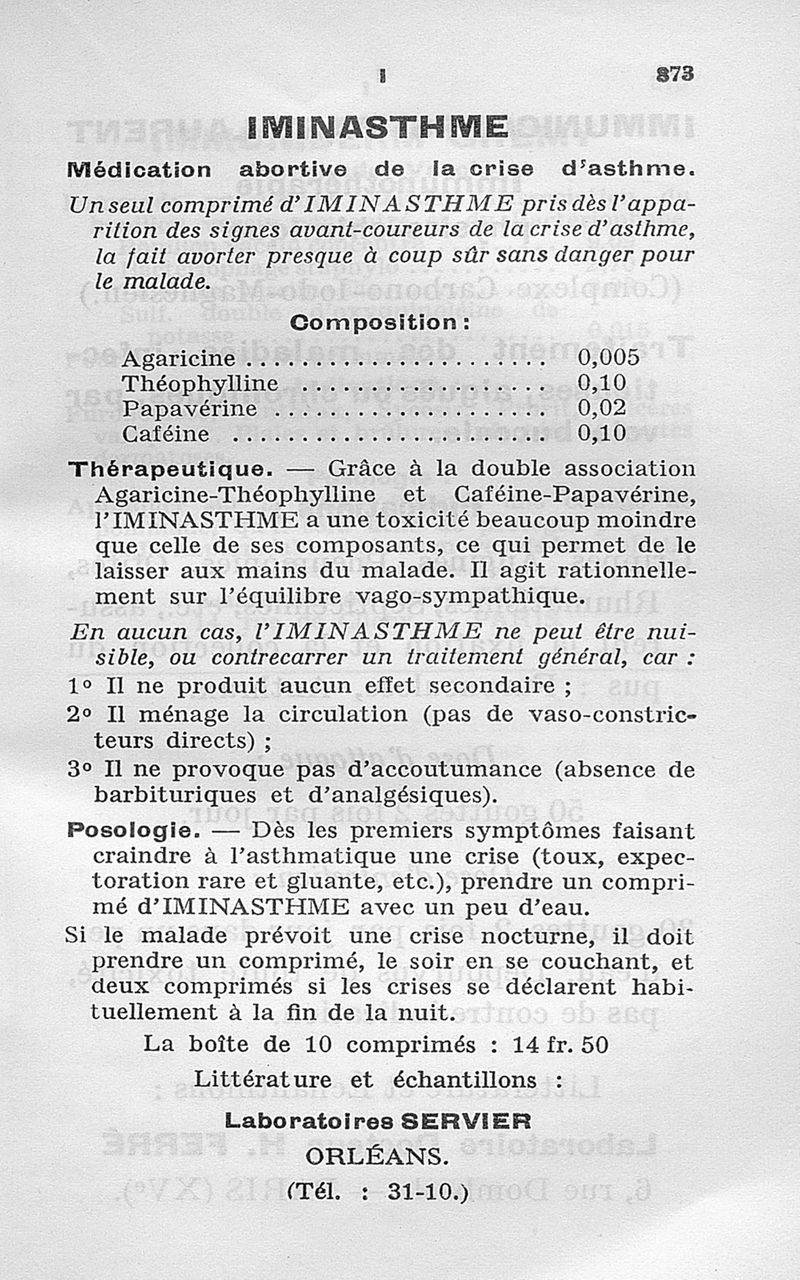 I 873
IMINASTHME
Médication abortive de la crise d'asthme.
Un seul comprimé d'IMINASTHME pris dès l'appa-
rition des signes avant-coureurs de la crise d'asthme,
la fait avorter presque à coup sûr sans danger pour
le malade.
Composition :
Agaricine . . . . . . . . . . . . . . . . . . . . . . 0,005
Théophylline . . . . . . . . . . . . . . . . . . 0,10
Papavérine . . . . . . . . . . . . . . . . . . . . 0,02
Caféine . . . . . . . . . . . . . . . . . . . . . . . 0,10
Thérapeutique. — Grâce à la double association
Agaricine-Théophylline et Caféine-Papavérine,
l'IMINASTHME a une toxicité beaucoup moindre
que celle de ses composants, ce qui permet de le
laisser aux mains du malade. Il agit rationnelle-
ment sur l'équilibre vago-sympathique.
En aucun cas, l'IMINASTHME ne peut être nui-
sible, ou contrecarrer un traitement général, car :
1º Il ne produit aucun effet secondaire ;
2º Il ménage la circulation (pas de vaso-constric-
teurs directs) ;
3º Il ne provoque pas d'accoutumance (absence de
barbituriques et d'analgésiques).
Posologie. — Dès les premiers symptômes faisant
craindre à l'asthmatique une crise (toux, expec-
toration rare et gluante, etc.), prendre un compri-
mé d'IMINASTHME avec un peu d'eau.
Si le malade prévoit une crise nocturne, il doit
prendre un comprimé, le soir en se couchant, et
deux comprimés si les crises se déclarent habi-
tuellement à la fin de la nuit.
La boîte de 10 comprimés : 14 fr. 50
Littérature et échantillons :
Laboratoires SERVIER
ORLÉANS.
(Tél. : 31-10.)